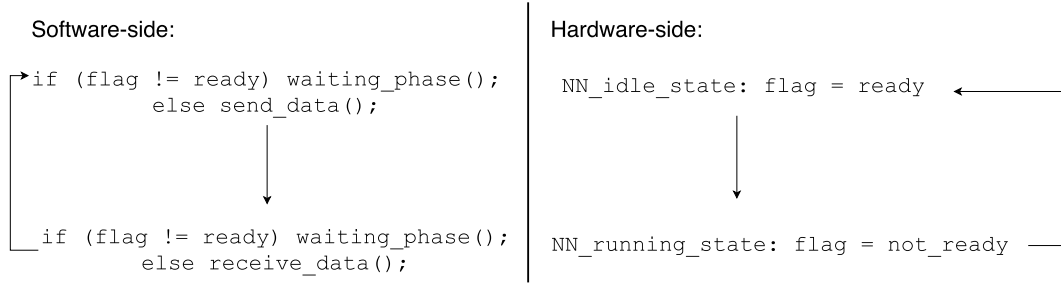 Software-side:
if (flag != ready) waiting_phase();
else send_data();
if (flag != ready) waiting_phase();
else receive_data();
Hardware-side:
NN_idle_state: flag = ready
NN_running_state: flag = not_ready